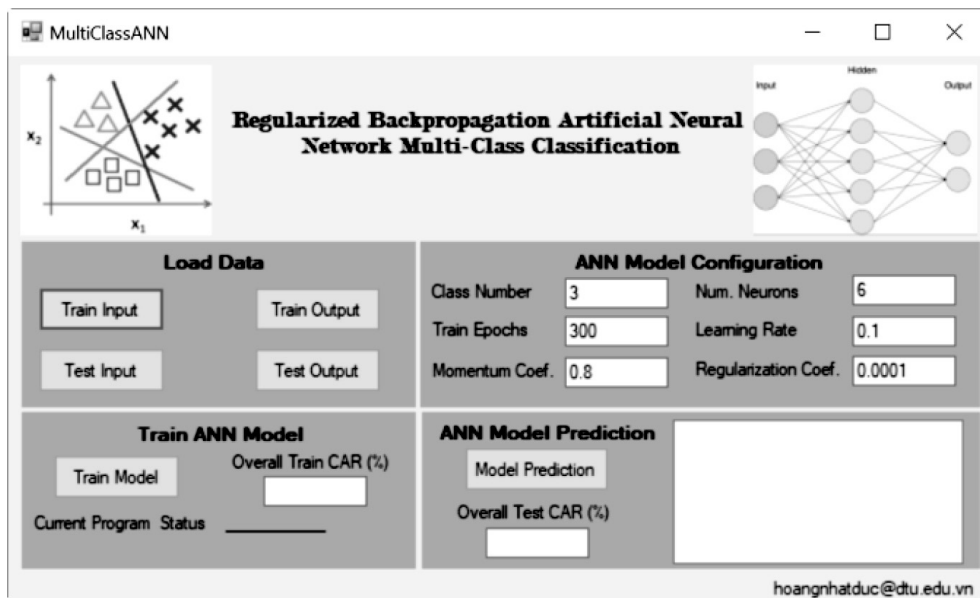 MultiClassANN
x₂
x₁
Regularized Backpropagation Artificial Neural
Network Multi-Class Classification
Hidden
Input
Output
Load Data
Train Input
Train Output
Test Input
Test Output
ANN Model Configuration
Class Number 3 Num. Neurons 6
Train Epochs 300 Learning Rate 0.1
Momentum Coef. 0.8 Regularization Coef. 0.0001
Train ANN Model
Train Model
Overall Train CAR (%)
Current Program Status
ANN Model Prediction
Model Prediction
Overall Test CAR (%)
hoangnhatduc@dtu.edu.vn